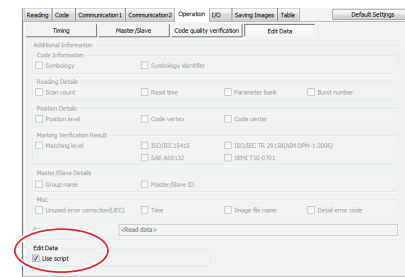 Reading Code Communication1 Communication2 Operation I/O Saving Images Table Default Settings
Timing Master/Slave Code quality verification Edit Data
Additional Information
Code Information
Symbology Symbology identifier
Reading Details
Scan count Read time Parameter bank Burst number
Position Details
Position level Code vertex Code center
Marking Verification Result
Matching level ISO/IEC15415 ISO/IEC TR 29158(AIM DPM-1-2006)
SAE AS9132 SEMI T10-0701
Master/Slave Details
Group name Master/Slave ID
Misc
Unused error correction(UEC) Time Image file name Detail error code
<Read data>
Edit Data
Use script